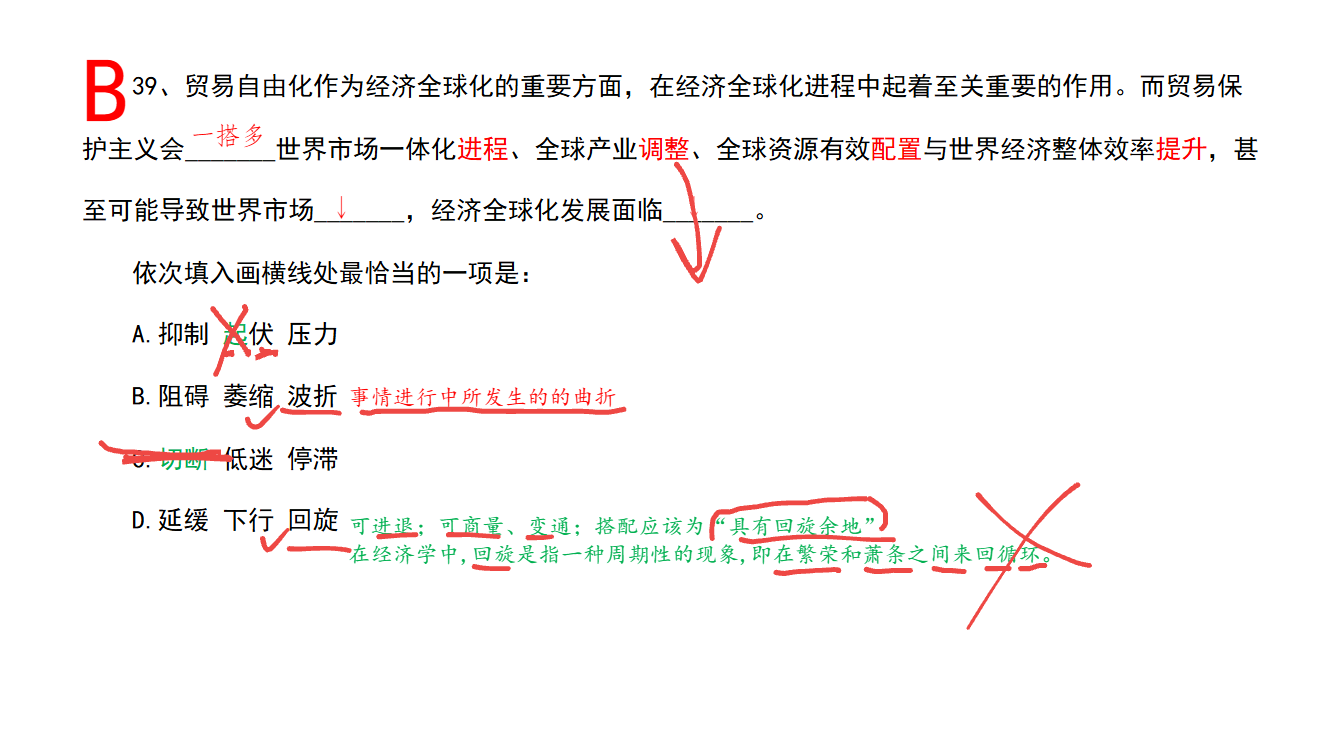 B 39、贸易自由化作为经济全球化的重要方面，在经济全球化进程中起着至关重要的作用。而贸易保
一搭多
护主义会_______世界市场一体化进程、全球产业调整、全球资源有效配置与世界经济整体效率提升，甚
至可能导致世界市场___↓____，经济全球化发展面临_______。
依次填入画横线处最恰当的一项是：
A.抑制 起伏 压力
B.阻碍 萎缩 波折 事情进行中所发生的的曲折
C.切断 低迷 停滞
D.延缓 下行 回旋 可进退；可商量、变通；搭配应该为“具有回旋余地”
在经济学中,回旋是指一种周期性的现象,即在繁荣和萧条之间来回循环。